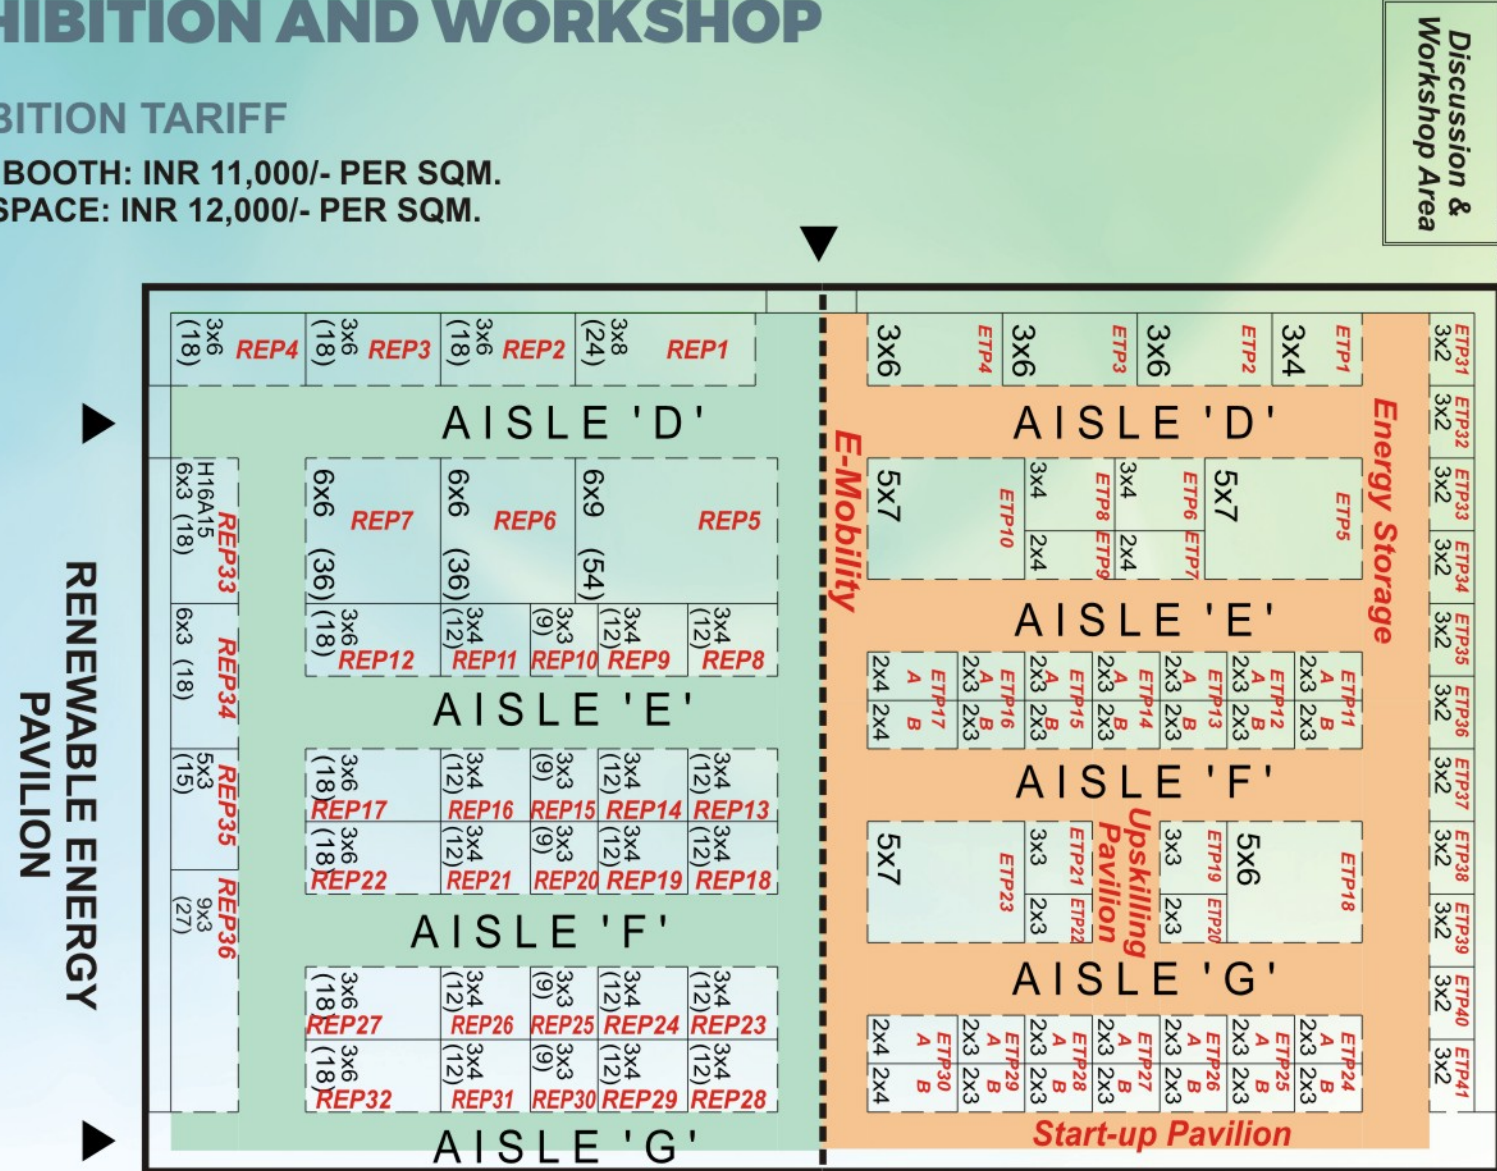 HIBITION AND WORKSHOP
BITION TARIFF
BOOTH: INR 11,000/- PER SQM.
SPACE: INR 12,000/- PER SQM.
Discussion &
Workshop Area
3x6
(18)
REP4
3x6
(18)
REP3
3x6
(18)
REP2
3x8
(24)
REP1
3x6
ETP4
3x6
ETP3
3x6
ETP2
3x4
ETP1
AISLE 'D'
AISLE 'D'
E-Mobility
Energy Storage
H16A15
6x3 (18)
REP33
6x3 (18)
REP34
5x3
(15)
REP35
9x3
(27)
REP36
6x6 (36)
REP7
6x6 (36)
REP6
6x9 (54)
REP5
3x6
(18)
REP12
3x4
(12)
REP11
3x3
(9)
REP10
3x4
(12)
REP9
3x4
(12)
REP8
AISLE 'E'
3x6
(18)
REP17
3x4
(12)
REP16
3x3
(9)
REP15
3x4
(12)
REP14
3x4
(12)
REP13
3x6
(18)
REP22
3x4
(12)
REP21
3x3
(9)
REP20
3x4
(12)
REP19
3x4
(12)
REP18
AISLE 'F'
3x6
(18)
REP27
3x4
(12)
REP26
3x3
(9)
REP25
3x4
(12)
REP24
3x4
(12)
REP23
3x6
(18)
REP32
3x4
(12)
REP31
3x3
(9)
REP30
3x4
(12)
REP29
3x4
(12)
REP28
AISLE 'G'
RENEWABLE ENERGY
PAVILION
5x7
ETP10
3x4
ETP8
2x4
ETP9
3x4
ETP6
2x4
ETP7
5x7
ETP5
AISLE 'E'
2x4 2x4
A B
ETP17
2x3 2x3
A B
ETP16
2x3 2x3
A B
ETP15
2x3 2x3
A B
ETP14
2x3 2x3
A B
ETP13
2x3 2x3
A B
ETP12
2x3 2x3
A B
ETP11
AISLE 'F'
5x7
ETP23
3x3
ETP21
2x3
ETP22
Upskilling
Pavilion
3x3
ETP19
2x3
ETP20
5x6
ETP18
AISLE 'G'
2x4 2x4
A B
ETP30
2x3 2x3
A B
ETP29
2x3 2x3
A B
ETP28
2x3 2x3
A B
ETP27
2x3 2x3
A B
ETP26
2x3 2x3
A B
ETP25
2x3 2x3
A B
ETP24
Start-up Pavilion
ETP31
3x2
ETP32
3x2
ETP33
3x2
ETP34
3x2
ETP35
3x2
ETP36
3x2
ETP37
3x2
ETP38
3x2
ETP39
3x2
ETP40
3x2
ETP41
3x2